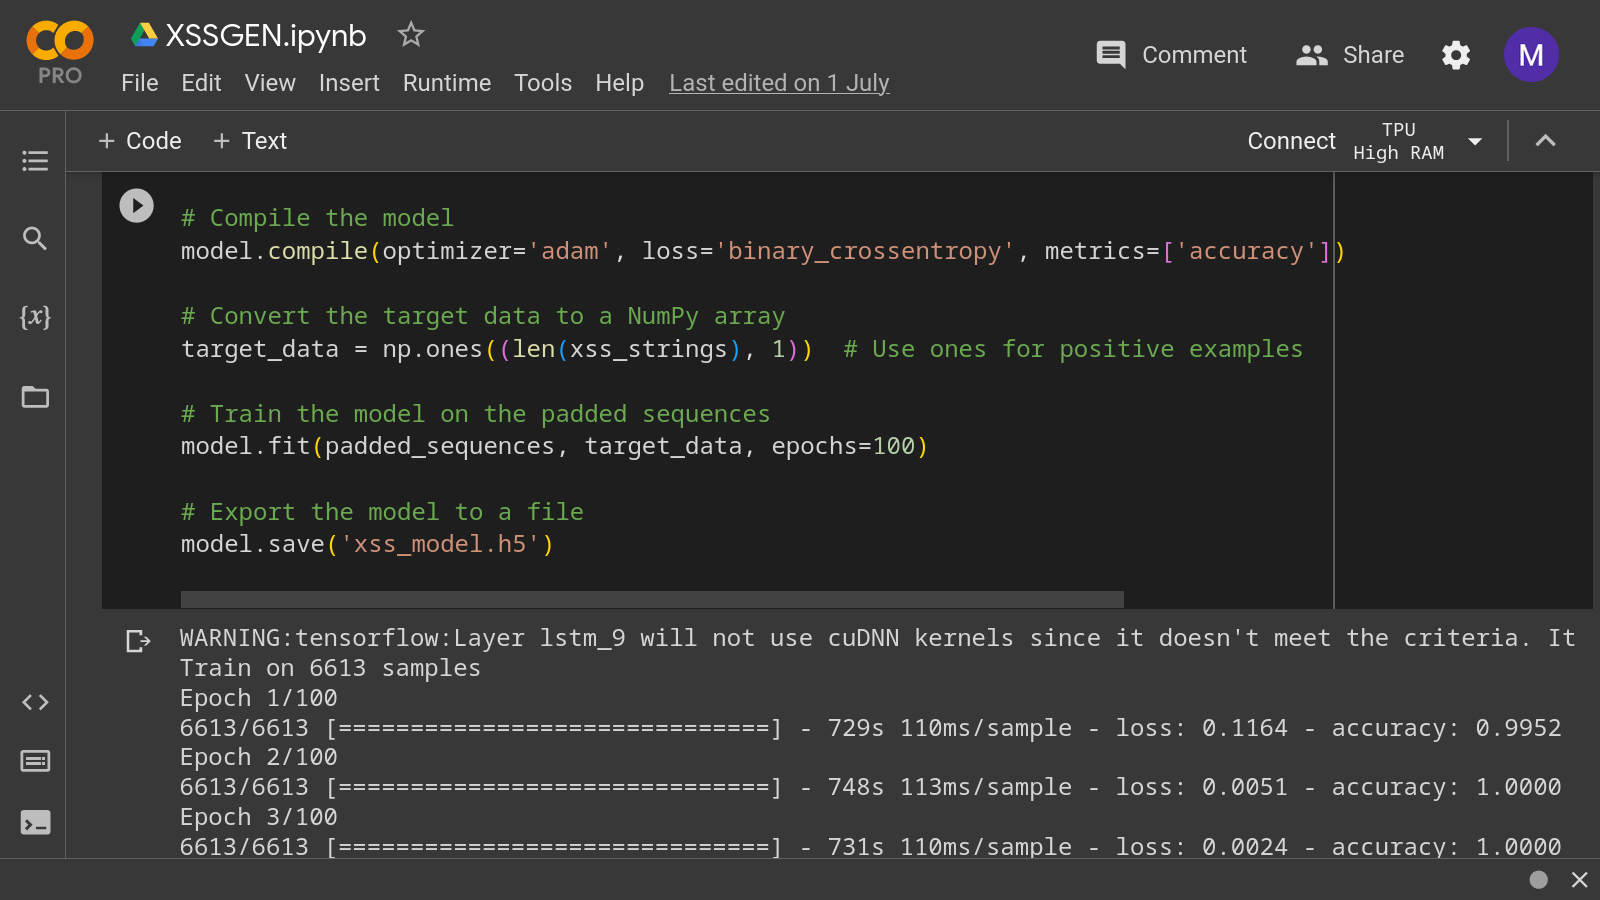 XSSGEN.ipynb
PRO
File Edit View Insert Runtime Tools Help Last edited on 1 July
Comment Share M
+ Code + Text
Connect TPU
High RAM
{x}
# Compile the model
model.compile(optimizer='adam', loss='binary_crossentropy', metrics=['accuracy'])
# Convert the target data to a NumPy array
target_data = np.ones((len(xss_strings), 1))  # Use ones for positive examples
# Train the model on the padded sequences
model.fit(padded_sequences, target_data, epochs=100)
# Export the model to a file
model.save('xss_model.h5')
WARNING:tensorflow:Layer lstm_9 will not use cuDNN kernels since it doesn't meet the criteria. It
Train on 6613 samples
Epoch 1/100
6613/6613 [==============================] - 729s 110ms/sample - loss: 0.1164 - accuracy: 0.9952
Epoch 2/100
6613/6613 [==============================] - 748s 113ms/sample - loss: 0.0051 - accuracy: 1.0000
Epoch 3/100
6613/6613 [==============================] - 731s 110ms/sample - loss: 0.0024 - accuracy: 1.0000